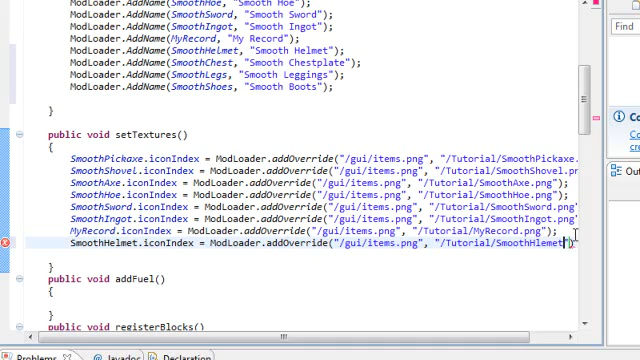 ModLoader.AddName(SmoothHoe, "Smooth Hoe");
ModLoader.AddName(SmoothSword, "Smooth Sword");
ModLoader.AddName(SmoothIngot, "Smooth Ingot");
ModLoader.AddName(MyRecord, "My Record");
ModLoader.AddName(SmoothHelmet, "Smooth Helmet");
ModLoader.AddName(SmoothChest, "Smooth Chestplate");
ModLoader.AddName(SmoothLegs, "Smooth Leggings");
ModLoader.AddName(SmoothShoes, "Smooth Boots");
}
public void setTextures()
{
SmoothPickaxe.iconIndex = ModLoader.addOverride("/gui/items.png", "/Tutorial/SmoothPickaxe.
SmoothShovel.iconIndex = ModLoader.addOverride("/gui/items.png", "/Tutorial/SmoothShovel.png
SmoothAxe.iconIndex = ModLoader.addOverride("/gui/items.png", "/Tutorial/SmoothAxe.png");
SmoothHoe.iconIndex = ModLoader.addOverride("/gui/items.png", "/Tutorial/SmoothHoe.png");
SmoothSword.iconIndex = ModLoader.addOverride("/gui/items.png", "/Tutorial/SmoothSword.png"
SmoothIngot.iconIndex = ModLoader.addOverride("/gui/items.png", "/Tutorial/SmoothIngot.png"
MyRecord.iconIndex = ModLoader.addOverride("/gui/items.png", "/Tutorial/MyRecord.png");
SmoothHelmet.iconIndex = ModLoader.addOverride("/gui/items.png", "/Tutorial/SmoothHlemet")
}
public void addFuel()
{
}
public void registerBlocks()
Find
Co
Co
cre
Out
Problems
Javadoc
Declaration